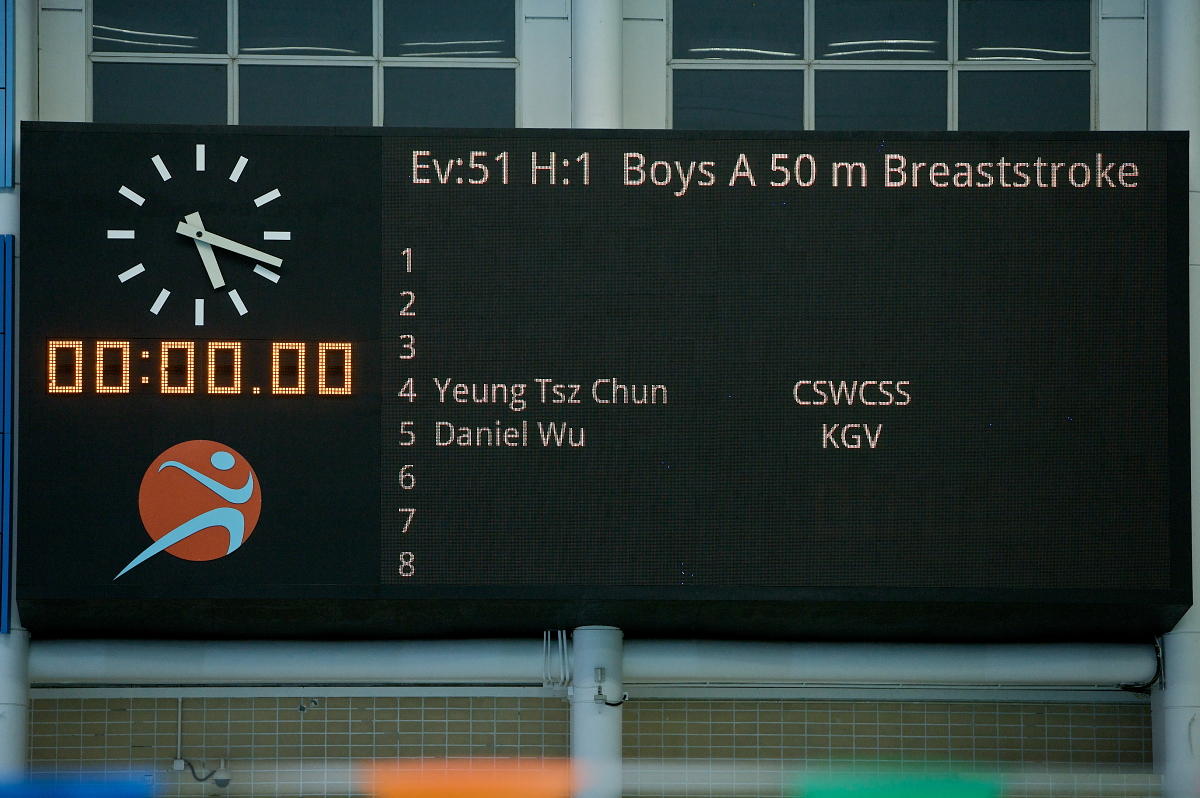 Ev:51 H:1 Boys A 50 m Breaststroke
1
2
3
00:00.00
4 Yeung Tsz Chun CSWCSS
5 Daniel Wu KGV
6
7
8